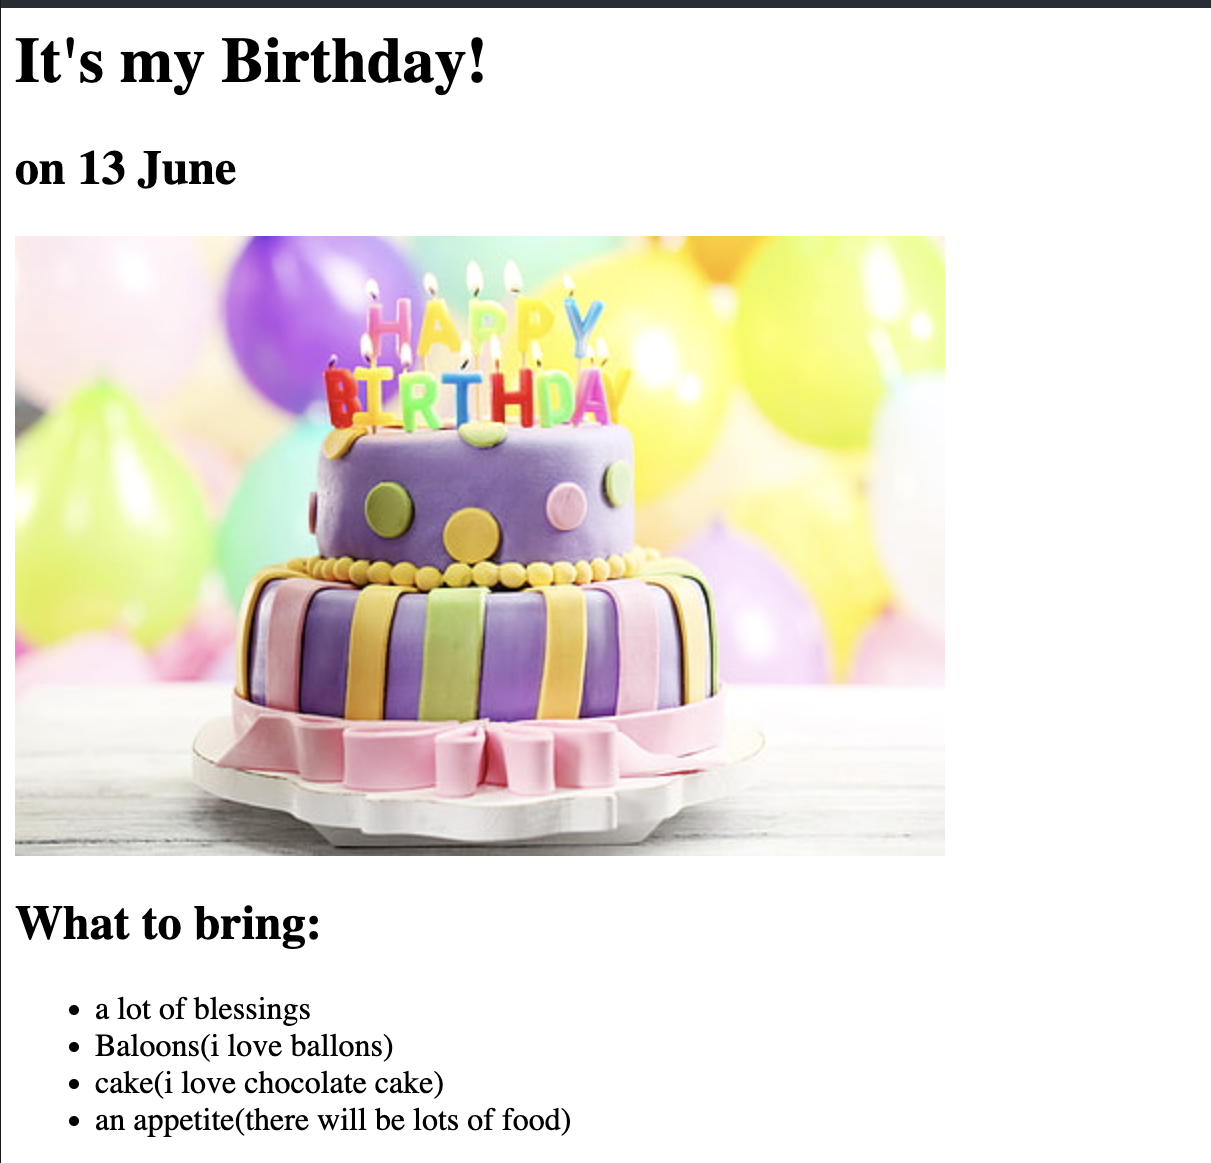 It's my Birthday!
on 13 June
HAPPY
BIRTHDAY
What to bring:
a lot of blessings
Baloons(i love ballons)
cake(i love chocolate cake)
an appetite(there will be lots of food)